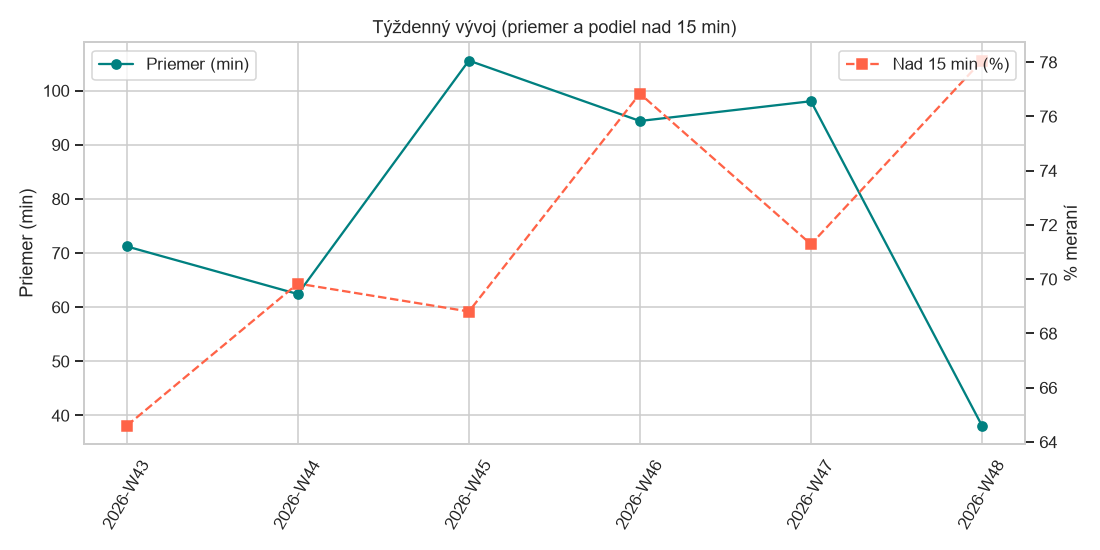 Týždenný vývoj (priemer a podiel nad 15 min)
Priemer (min)
Nad 15 min (%)
100
90
80
70
60
50
40
Priemer (min)
78
76
74
72
70
68
66
64
% meraní
2026-W43
2026-W44
2026-W45
2026-W46
2026-W47
2026-W48